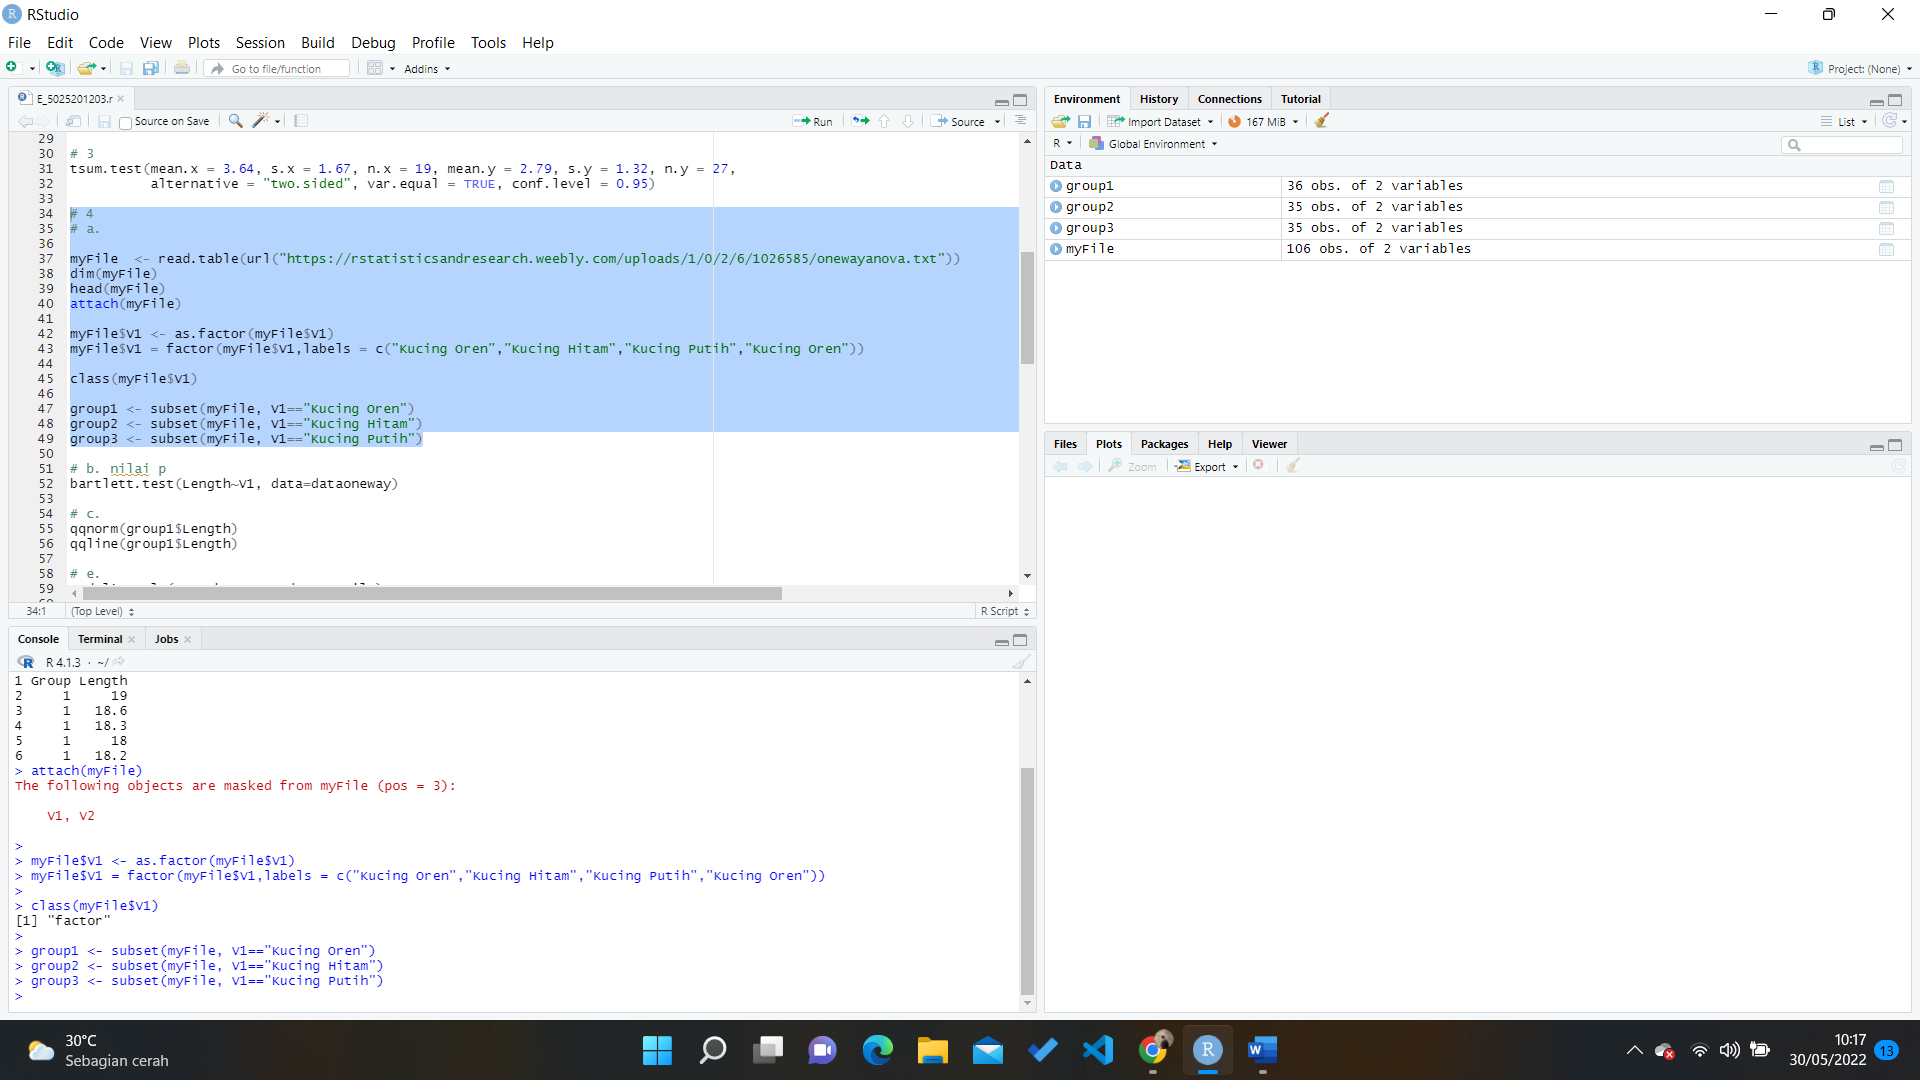 RStudio
File Edit Code View Plots Session Build Debug Profile Tools Help
Go to file/function Addins Project: (None)
E_5025201203.r
Source on Save Run Source
29
30 # 3
31 tsum.test(mean.x = 3.64, s.x = 1.67, n.x = 19, mean.y = 2.79, s.y = 1.32, n.y = 27,
32 alternative = "two.sided", var.equal = TRUE, conf.level = 0.95)
33
34 # 4
35 # a.
36
37 myFile <- read.table(url("https://rstatisticsandresearch.weebly.com/uploads/1/0/2/6/1026585/onewayanova.txt"))
38 dim(myFile)
39 head(myFile)
40 attach(myFile)
41
42 myFile$V1 <- as.factor(myFile$V1)
43 myFile$V1 = factor(myFile$V1,labels = c("Kucing Oren","Kucing Hitam","Kucing Putih","Kucing Oren"))
44
45 class(myFile$V1)
46
47 group1 <- subset(myFile, V1=="Kucing Oren")
48 group2 <- subset(myFile, V1=="Kucing Hitam")
49 group3 <- subset(myFile, V1=="Kucing Putih")
50
51 # b. nilai p
52 bartlett.test(Length~V1, data=dataoneway)
53
54 # c.
55 qqnorm(group1$Length)
56 qqline(group1$Length)
57
58 # e.
59
34:1 (Top Level) R Script
Console Terminal Jobs
R 4.1.3 · ~/
1 Group Length
2 1 19
3 1 18.6
4 1 18.3
5 1 18
6 1 18.2
> attach(myFile)
The following objects are masked from myFile (pos = 3):
V1, V2
>
> myFile$V1 <- as.factor(myFile$V1)
> myFile$V1 = factor(myFile$V1,labels = c("Kucing Oren","Kucing Hitam","Kucing Putih","Kucing Oren"))
>
> class(myFile$V1)
[1] "factor"
>
> group1 <- subset(myFile, V1=="Kucing Oren")
> group2 <- subset(myFile, V1=="Kucing Hitam")
> group3 <- subset(myFile, V1=="Kucing Putih")
>
Environment History Connections Tutorial
Import Dataset 167 MiB List
R Global Environment
Data
group1 36 obs. of 2 variables
group2 35 obs. of 2 variables
group3 35 obs. of 2 variables
myFile 106 obs. of 2 variables
Files Plots Packages Help Viewer
Zoom Export
30°C
Sebagian cerah
10:17
30/05/2022 13